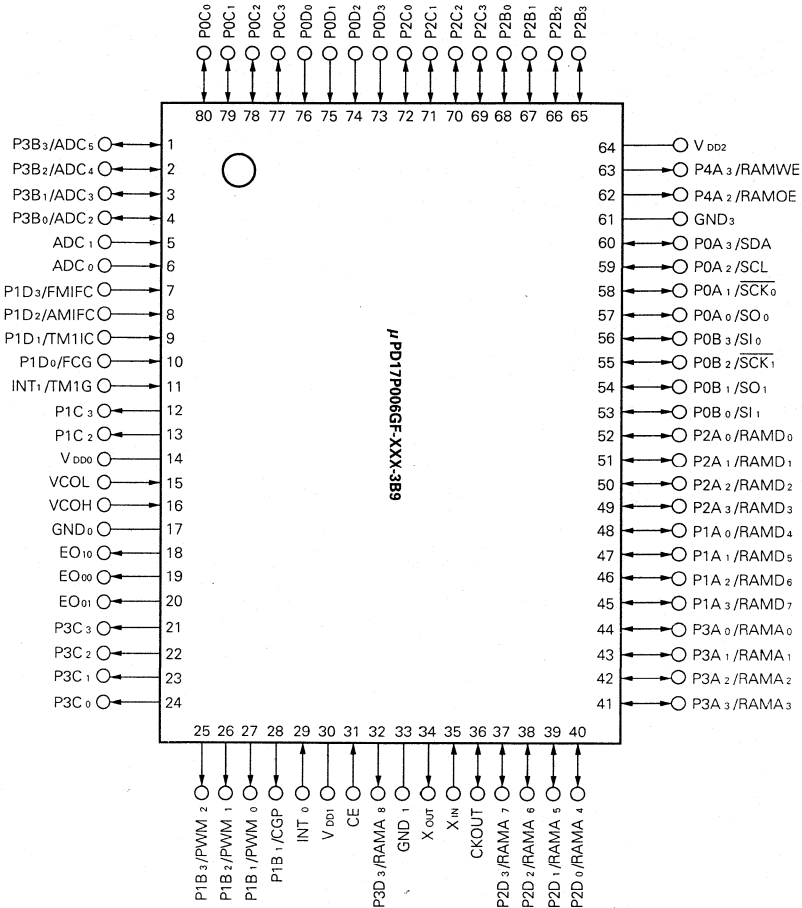 P0C0 P0C1 P0C2 P0C3 P0D0 P0D1 P0D2 P0D3 P2C0 P2C1 P2C2 P2C3 P2B0 P2B1 P2B2 P2B3
80 79 78 77 76 75 74 73 72 71 70 69 68 67 66 65
P3B3/ADC5 1
P3B2/ADC4 2
P3B1/ADC3 3
P3B0/ADC2 4
ADC1 5
ADC0 6
P1D3/FMIFC 7
P1D2/AMIFC 8
P1D1/TM1IC 9
P1D0/FCG 10
INT1/TM1G 11
P1C3 12
P1C2 13
VDD0 14
VCOL 15
VCOH 16
GND0 17
EO10 18
EO00 19
EO01 20
P3C3 21
P3C2 22
P3C1 23
P3C0 24
μPD17P006GF-XXX-3B9
64 VDD2
63 P4A3/RAMWE
62 P4A2/RAMOE
61 GND3
60 P0A3/SDA
59 P0A2/SCL
58 P0A1/SCK0
57 P0A0/SO0
56 P0B3/SI0
55 P0B2/SCK1
54 P0B1/SO1
53 P0B0/SI1
52 P2A0/RAMD0
51 P2A1/RAMD1
50 P2A2/RAMD2
49 P2A3/RAMD3
48 P1A0/RAMD4
47 P1A1/RAMD5
46 P1A2/RAMD6
45 P1A3/RAMD7
44 P3A0/RAMA0
43 P3A1/RAMA1
42 P3A2/RAMA2
41 P3A3/RAMA3
25 26 27 28 29 30 31 32 33 34 35 36 37 38 39 40
P1B3/PWM2
P1B2/PWM1
P1B1/PWM0
P1B1/CGP
INT0
VDD1
CE
P3D3/RAMA8
GND1
XOUT
XIN
CKOUT
P2D3/RAMA7
P2D2/RAMA6
P2D1/RAMA5
P2D0/RAMA4